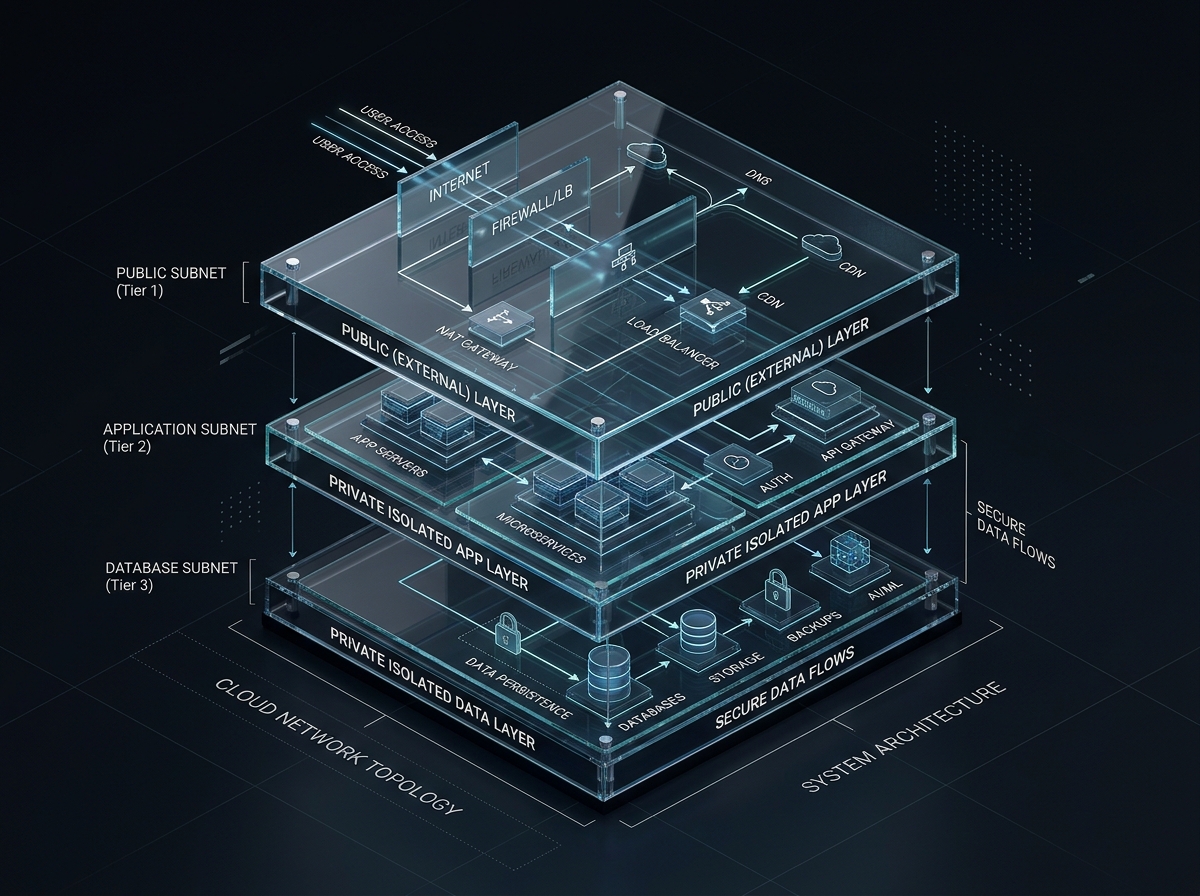 USER ACCESS
USER ACCESS
INTERNET
FIREWALL/LB
DNS
CDN
CDN
NAT GATEWAY
LOAD BALANCER
PUBLIC SUBNET
(Tier 1)
PUBLIC (EXTERNAL) LAYER
PUBLIC (EXTERNAL) LAYER
APPLICATION SUBNET
(Tier 2)
APP SERVERS
MICROSERVICES
AUTH
API GATEWAY
PRIVATE ISOLATED APP LAYER
PRIVATE ISOLATED APP LAYER
SECURE
DATA FLOWS
DATABASE SUBNET
(Tier 3)
DATA PERSISTENCE
DATABASES
STORAGE
BACKUPS
AI/ML
PRIVATE ISOLATED DATA LAYER
SECURE DATA FLOWS
CLOUD NETWORK TOPOLOGY
SYSTEM ARCHITECTURE